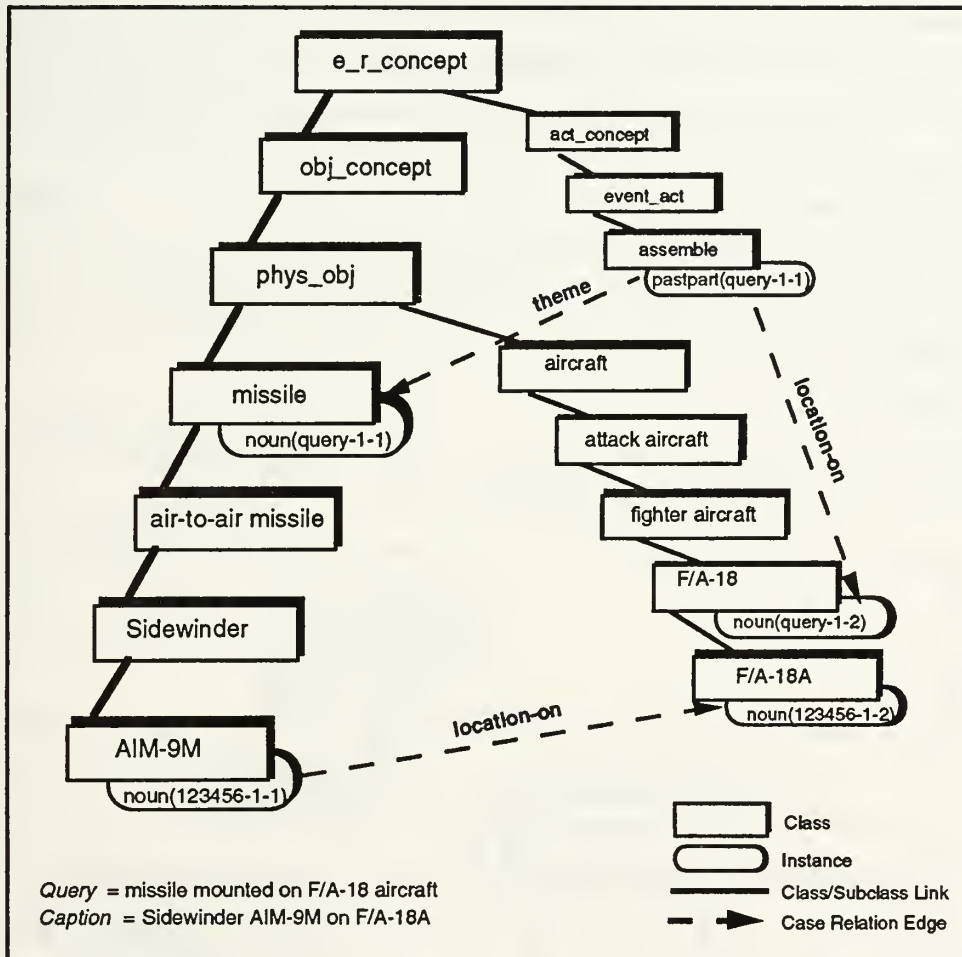 e_r_concept
act_concept
obj_concept
event_act
assemble
pastpart(query-1-1)
phys_obj
theme
aircraft
missile
noun(query-1-1)
location-on
attack aircraft
air-to-air missile
fighter aircraft
F/A-18
noun(query-1-2)
Sidewinder
F/A-18A
noun(123456-1-2)
location-on
AIM-9M
noun(123456-1-1)
Class
Instance
Query = missile mounted on F/A-18 aircraft
Class/Subclass Link
Caption = Sidewinder AIM-9M on F/A-18A
Case Relation Edge